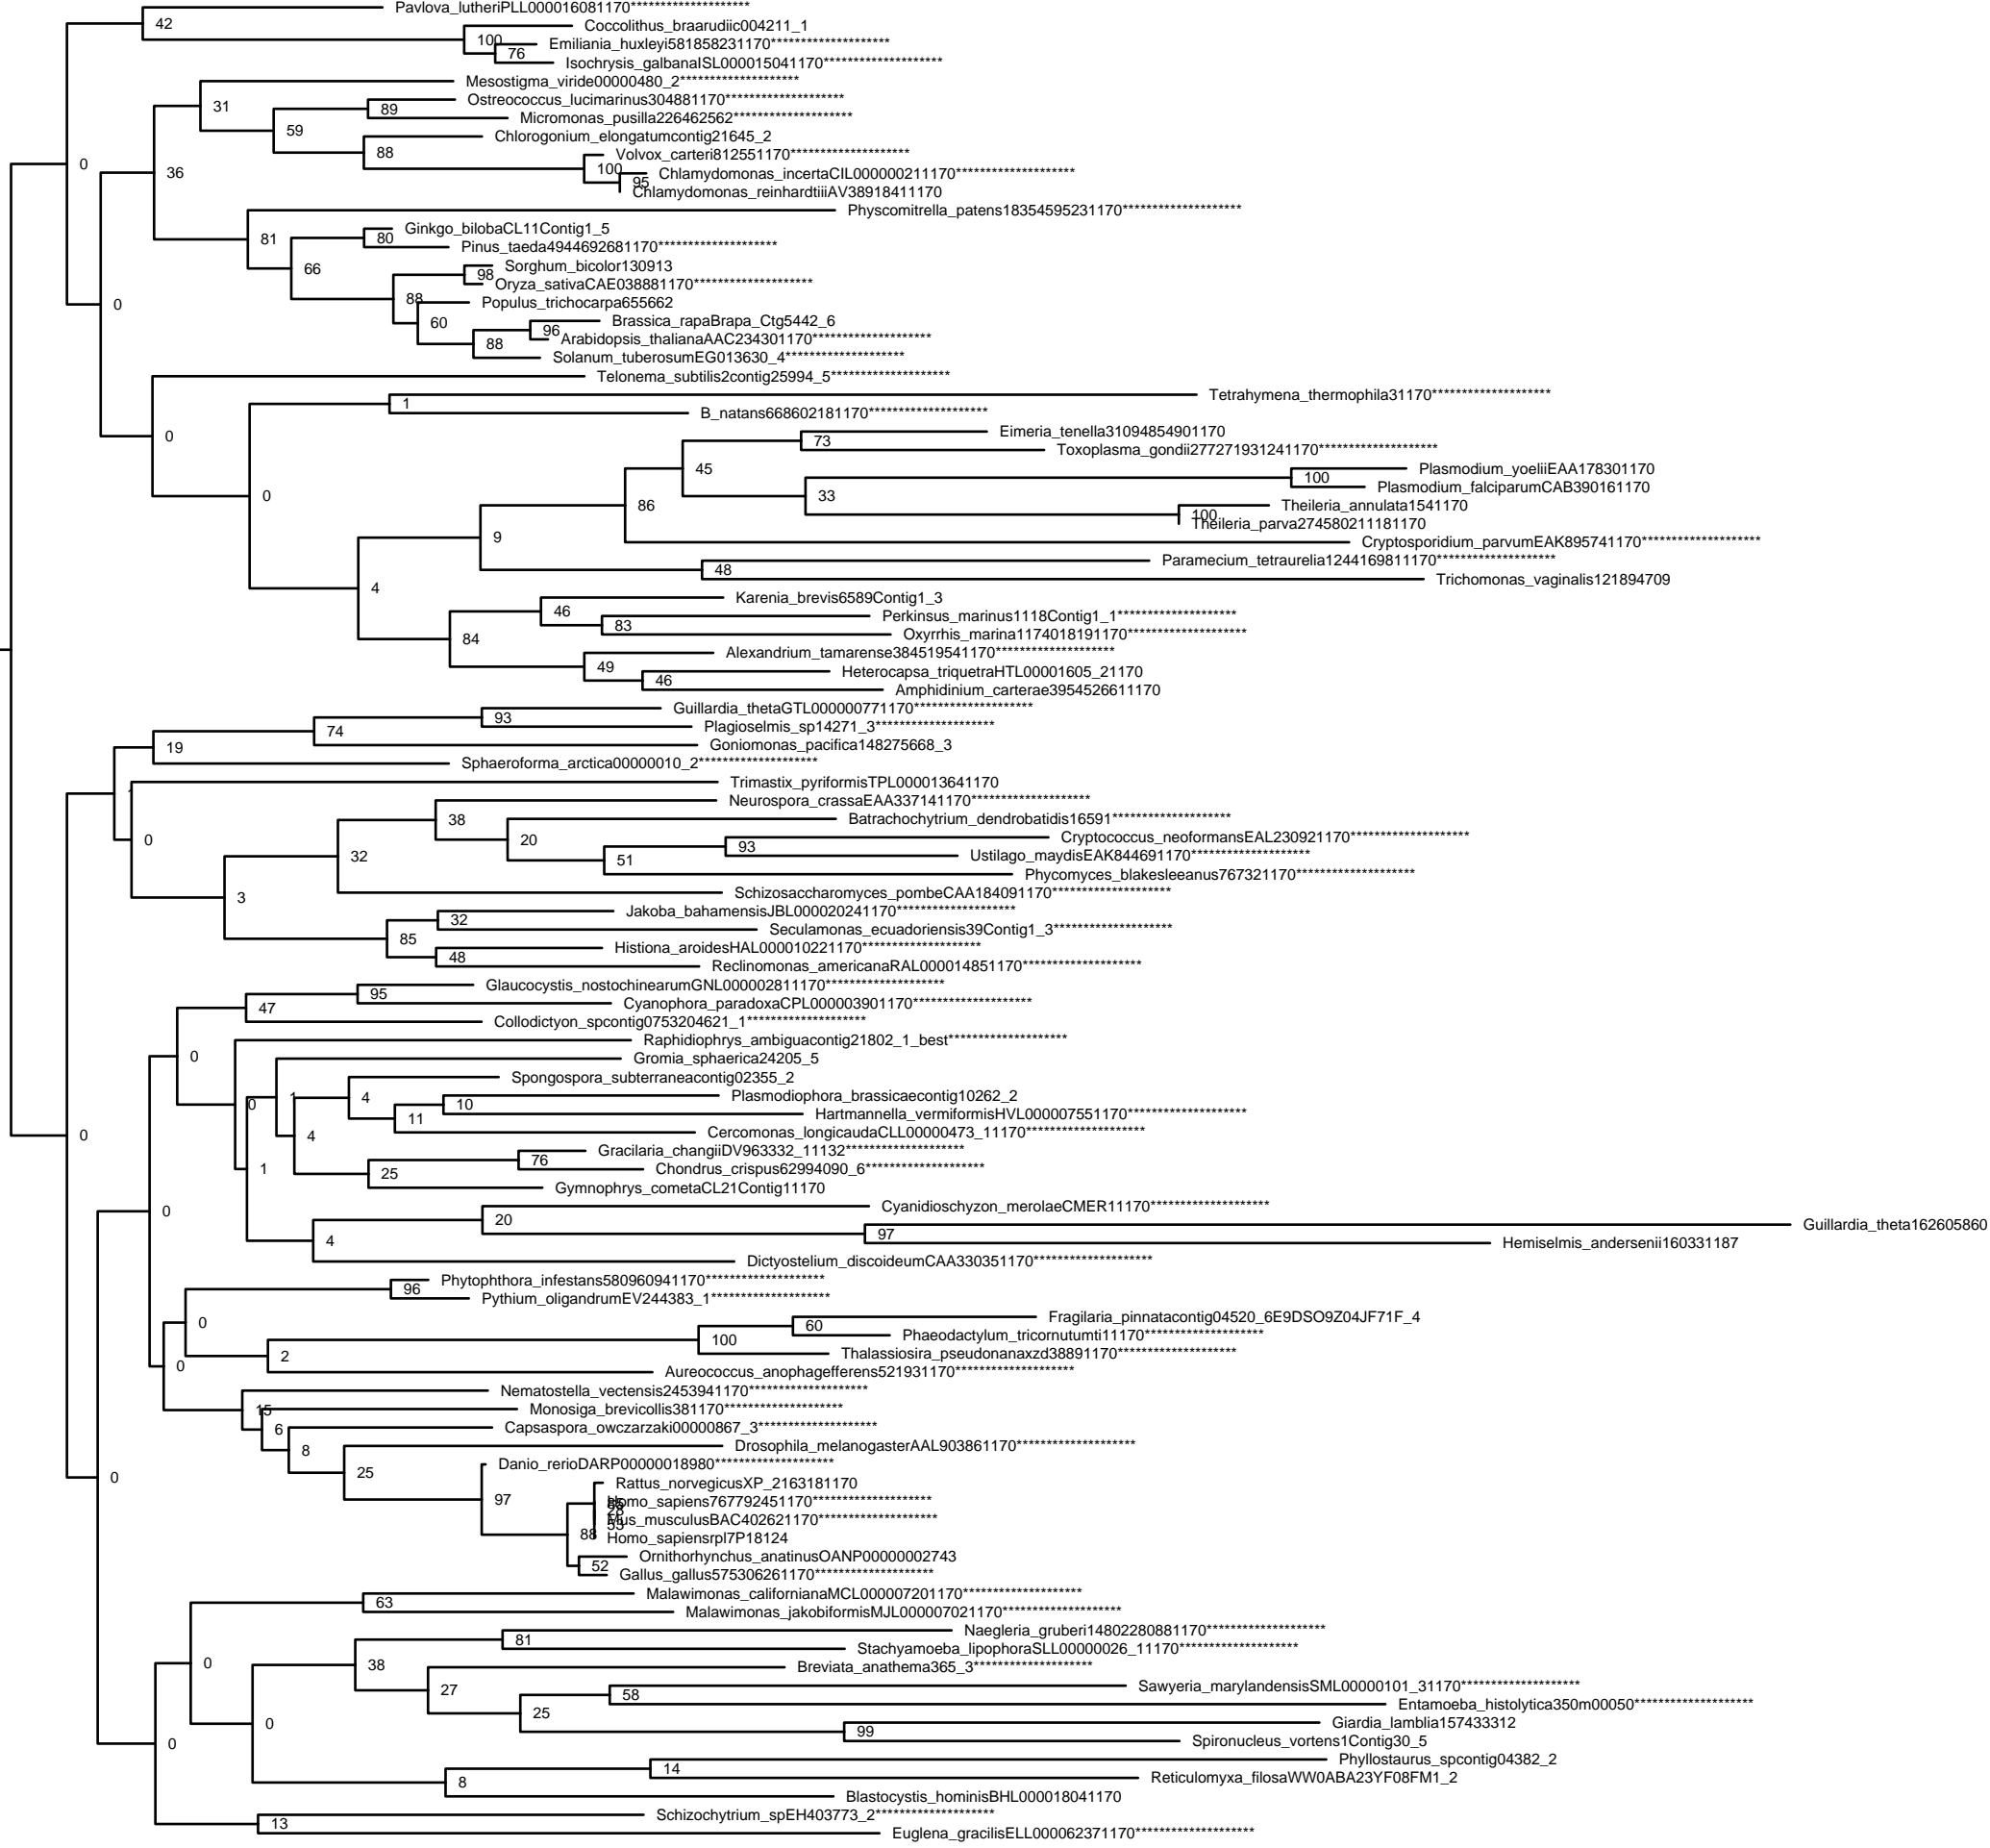 Pavlova_lutheriPLL000016081170********************
42
Coccolithus_braarudiic004211_1
100
Emiliania_huxleyi581858231170********************
76
Isochrysis_galbanaISL000015041170********************
Mesostigma_viride00000480_2********************
31
Ostreococcus_lucimarinus304881170********************
89
Micromonas_pusilla226462562********************
59
Chlorogonium_elongatumcontig21645_2
88
Volvox_carteri812551170********************
0
100
36
Chlamydomonas_incertaCIL000000211170********************
95
Chlamydomonas_reinhardtiiiAV38918411170
Physcomitrella_patens18354595231170********************
Ginkgo_bilobaCL11Contig1_5
81
80
Pinus_taeda4944692681170********************
66
Sorghum_bicolor130913
98
Oryza_sativaCAE038881170********************
88
0
Populus_trichocarpa655662
60
Brassica_rapaBrapa_Ctg5442_6
96
Arabidopsis_thalianaAAC234301170********************
88
Solanum_tuberosumEG013630_4********************
Telonema_subtilis2contig25994_5********************
Tetrahymena_thermophila31170********************
1
B_natans668602181170********************
0
Eimeria_tenella31094854901170
73
Toxoplasma_gondii277271931241170********************
45
Plasmodium_yoeliiEAA178301170
100
Plasmodium_falciparumCAB390161170
0
33
86
Theileria_annulata1541170
100
Theileria_parva274580211181170
9
Cryptosporidium_parvumEAK895741170********************
Paramecium_tetraurelia1244169811170********************
48
Trichomonas_vaginalis121894709
4
Karenia_brevis6589Contig1_3
46
Perkinsus_marinus1118Contig1_1********************
83
Oxyrrhis_marina1174018191170********************
84
Alexandrium_tamarense384519541170********************
49
Heterocapsa_triquetraHTL00001605_21170
46
Amphidinium_carterae3954526611170
Guillardia_thetaGTL000000771170********************
93
Plagioselmis_sp14271_3********************
74
Goniomonas_pacifica148275668_3
19
Sphaeroforma_arctica00000010_2********************
Trimastix_pyriformisTPL000013641170
Neurospora_crassaEAA337141170********************
38
Batrachochytrium_dendrobatidis16591********************
0
20
Cryptococcus_neoformansEAL230921170********************
93
32
Ustilago_maydisEAK844691170********************
51
Phycomyces_blakesleeanus767321170********************
Schizosaccharomyces_pombeCAA184091170********************
3
Jakoba_bahamensisJBL000020241170********************
32
Seculamonas_ecuadoriensis39Contig1_3********************
85
Histiona_aroidesHAL000010221170********************
48
Reclinomonas_americanaRAL000014851170********************
Glaucocystis_nostochinearumGNL000002811170********************
95
Cyanophora_paradoxaCPL000003901170********************
47
Collodictyon_spcontig0753204621_1********************
Raphidiophrys_ambiguacontig21802_1_best********************
0
Gromia_sphaerica24205_5
Spongospora_subterraneacontig02355_2
4
Plasmodiophora_brassicaecontig10262_2
0
1
10
Hartmannella_vermiformisHVL000007551170********************
11
Cercomonas_longicaudaCLL00000473_11170********************
0
4
Gracilaria_changiiDV963332_11132********************
76
Chondrus_crispus62994090_6********************
1
25
Gymnophrys_cometaCL21Contig11170
Cyanidioschyzon_merolaeCMER11170********************
0
20
Guillardia_theta162605860
97
4
Hemiselmis_andersenii160331187
Dictyostelium_discoideumCAA330351170********************
Phytophthora_infestans580960941170********************
96
Pythium_oligandrumEV244383_1********************
Fragilaria_pinnatacontig04520_6E9DSO9Z04JF71F_4
0
60
Phaeodactylum_tricornutumti11170********************
100
Thalassiosira_pseudonanaxzd38891170********************
2
0
Aureococcus_anophagefferens521931170********************
Nematostella_vectensis2453941170********************
15
Monosiga_brevicollis381170********************
6
Capsaspora_owczarzaki00000867_3********************
8
Drosophila_melanogasterAAL903861170********************
25
Danio_rerioDARP00000018980********************
0
Rattus_norvegicusXP_2163181170
97
Homo_sapiens767792451170********************
Mus_musculusBAC402621170********************
53
88
Homo_sapiensrpl7P18124
Ornithorhynchus_anatinusOANP00000002743
52
Gallus_gallus575306261170********************
Malawimonas_californianaMCL000007201170********************
63
Malawimonas_jakobiformisMJL000007021170********************
Naegleria_gruberi14802280881170********************
81
Stachyamoeba_lipophoraSLL00000026_11170********************
0
38
Breviata_anathema365_3********************
27
Sawyeria_marylandensisSML00000101_31170********************
58
Entamoeba_histolytica350m00050********************
25
0
Giardia_lamblia157433312
99
Spironucleus_vortens1Contig30_5
0
Phyllostaurus_spcontig04382_2
14
Reticulomyxa_filosaWW0ABA23YF08FM1_2
8
Blastocystis_hominisBHL000018041170
Schizochytrium_spEH403773_2********************
13
Euglena_gracilisELL000062371170********************